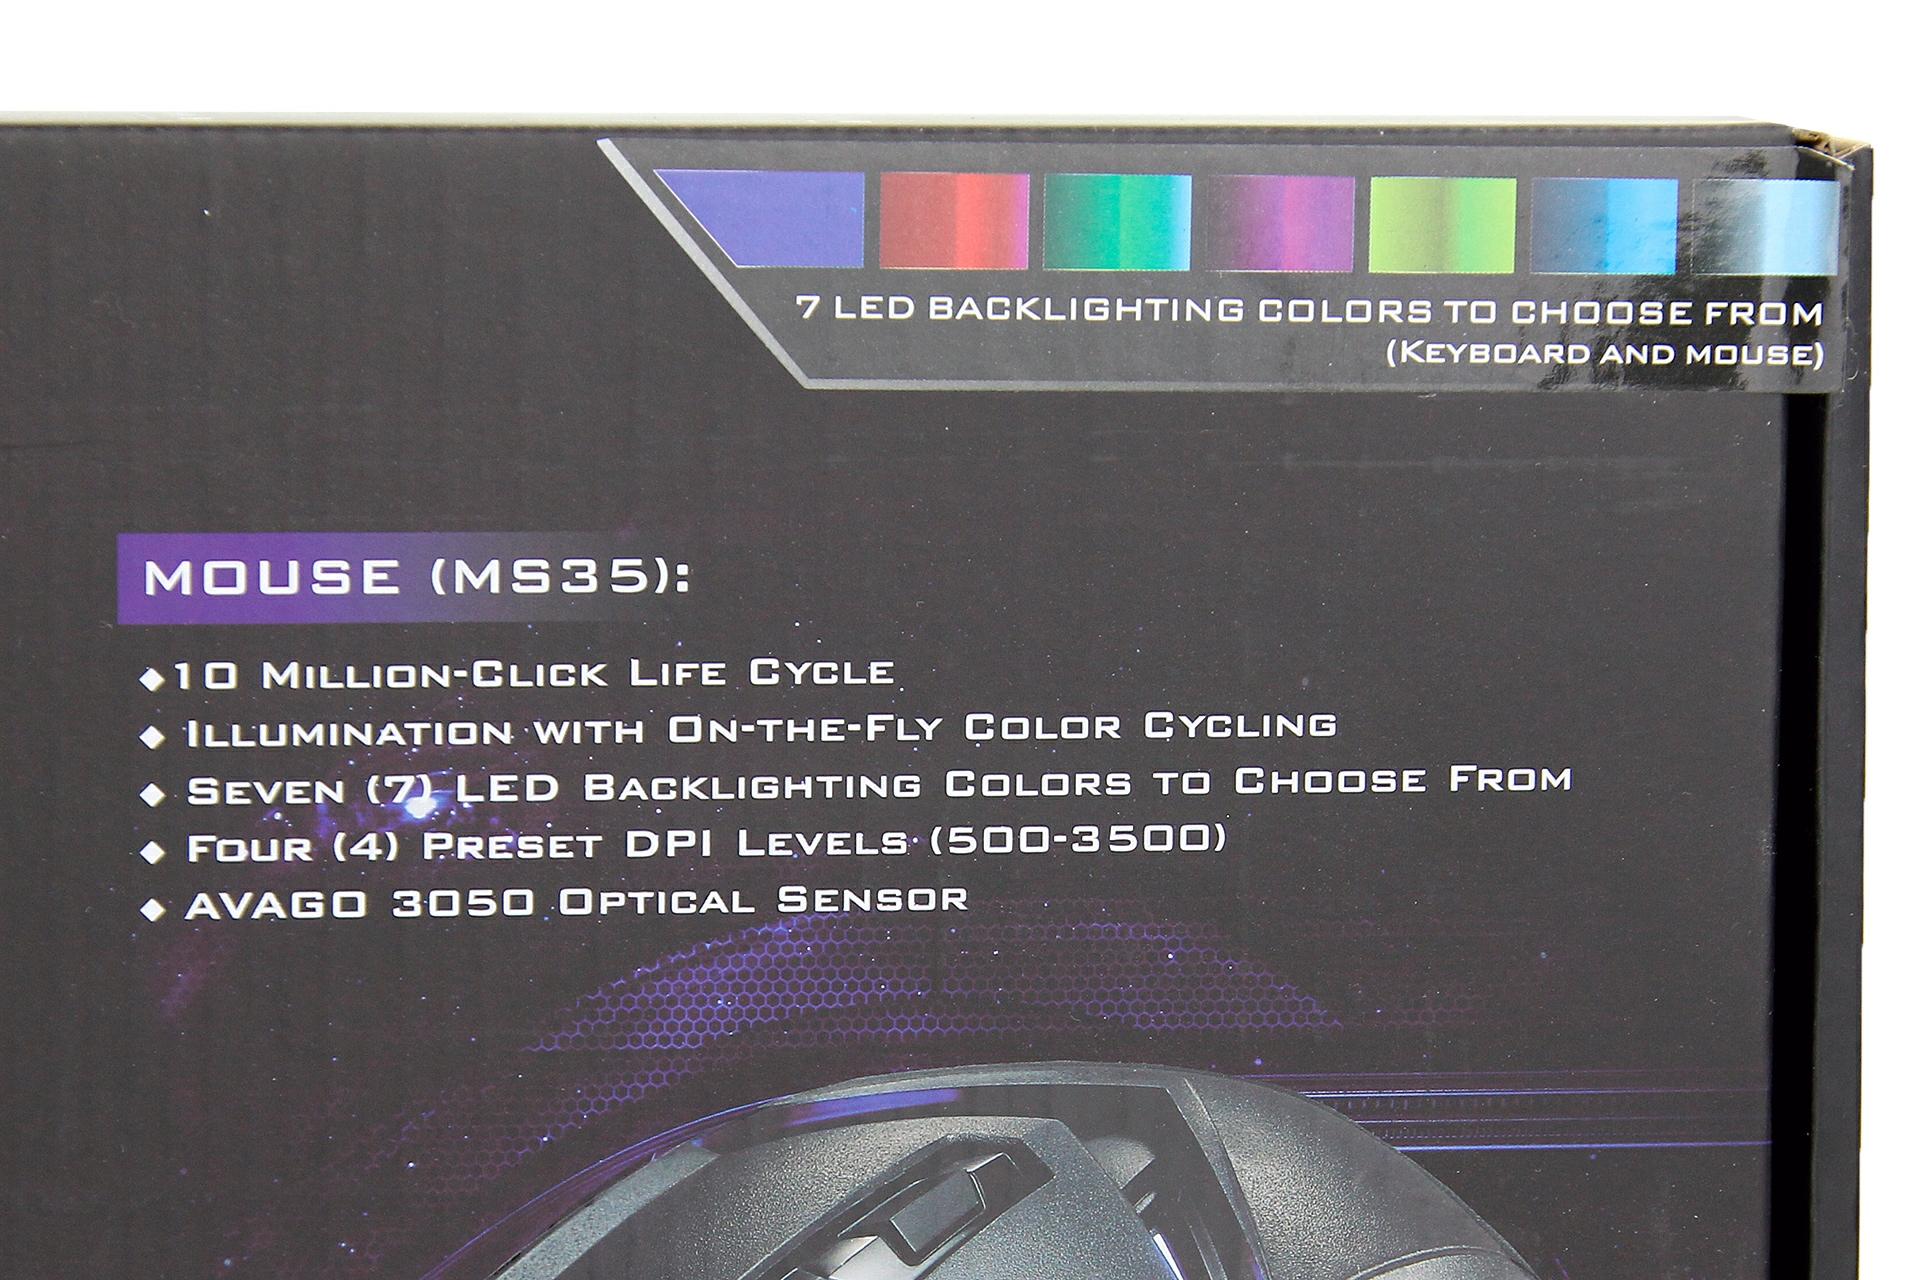 7 LED BACKLIGHTING COLORS TO CHOOSE FROM
(KEYBOARD AND MOUSE)
MOUSE (MS35):
◆10 MILLION-CLICK LIFE CYCLE
◆ ILLUMINATION WITH ON-THE-FLY COLOR CYCLING
◆ SEVEN (7) LED BACKLIGHTING COLORS TO CHOOSE FROM
◆ FOUR (4) PRESET DPI LEVELS (500-3500)
◆ AVAGO 3050 OPTICAL SENSOR